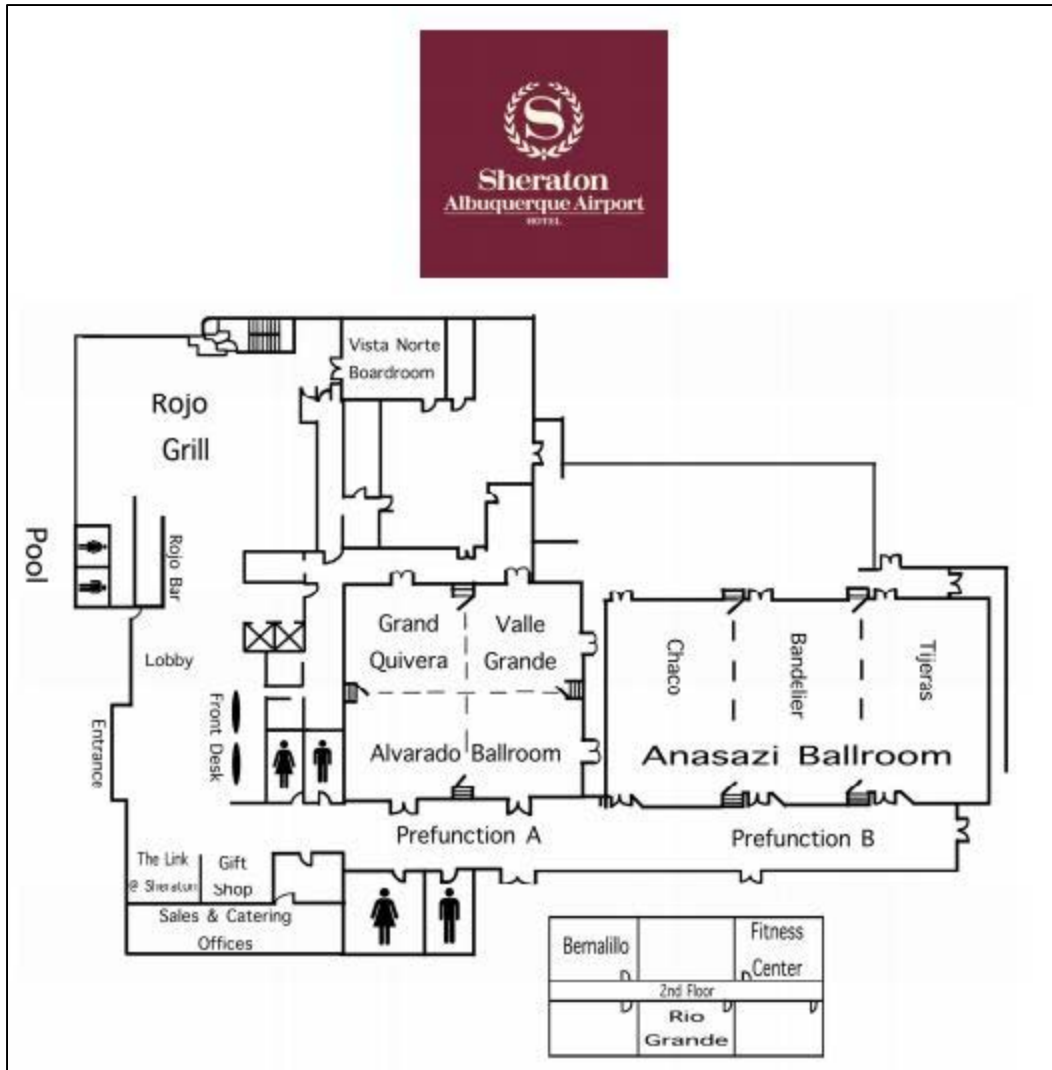 S
Sheraton
Albuquerque Airport
HOTEL
Vista Norte
Boardroom
Rojo
Grill
Pool
Rojo Bar
Lobby
Entrance
Front Desk
Grand
Quivera
Valle
Grande
Alvarado Ballroom
Chaco
Bandelier
Tijeras
Anasazi Ballroom
Prefunction A
Prefunction B
The Link
@ Sheraton
Gift
Shop
Sales & Catering
Offices
Bernalillo
Fitness
Center
2nd Floor
Rio
Grande